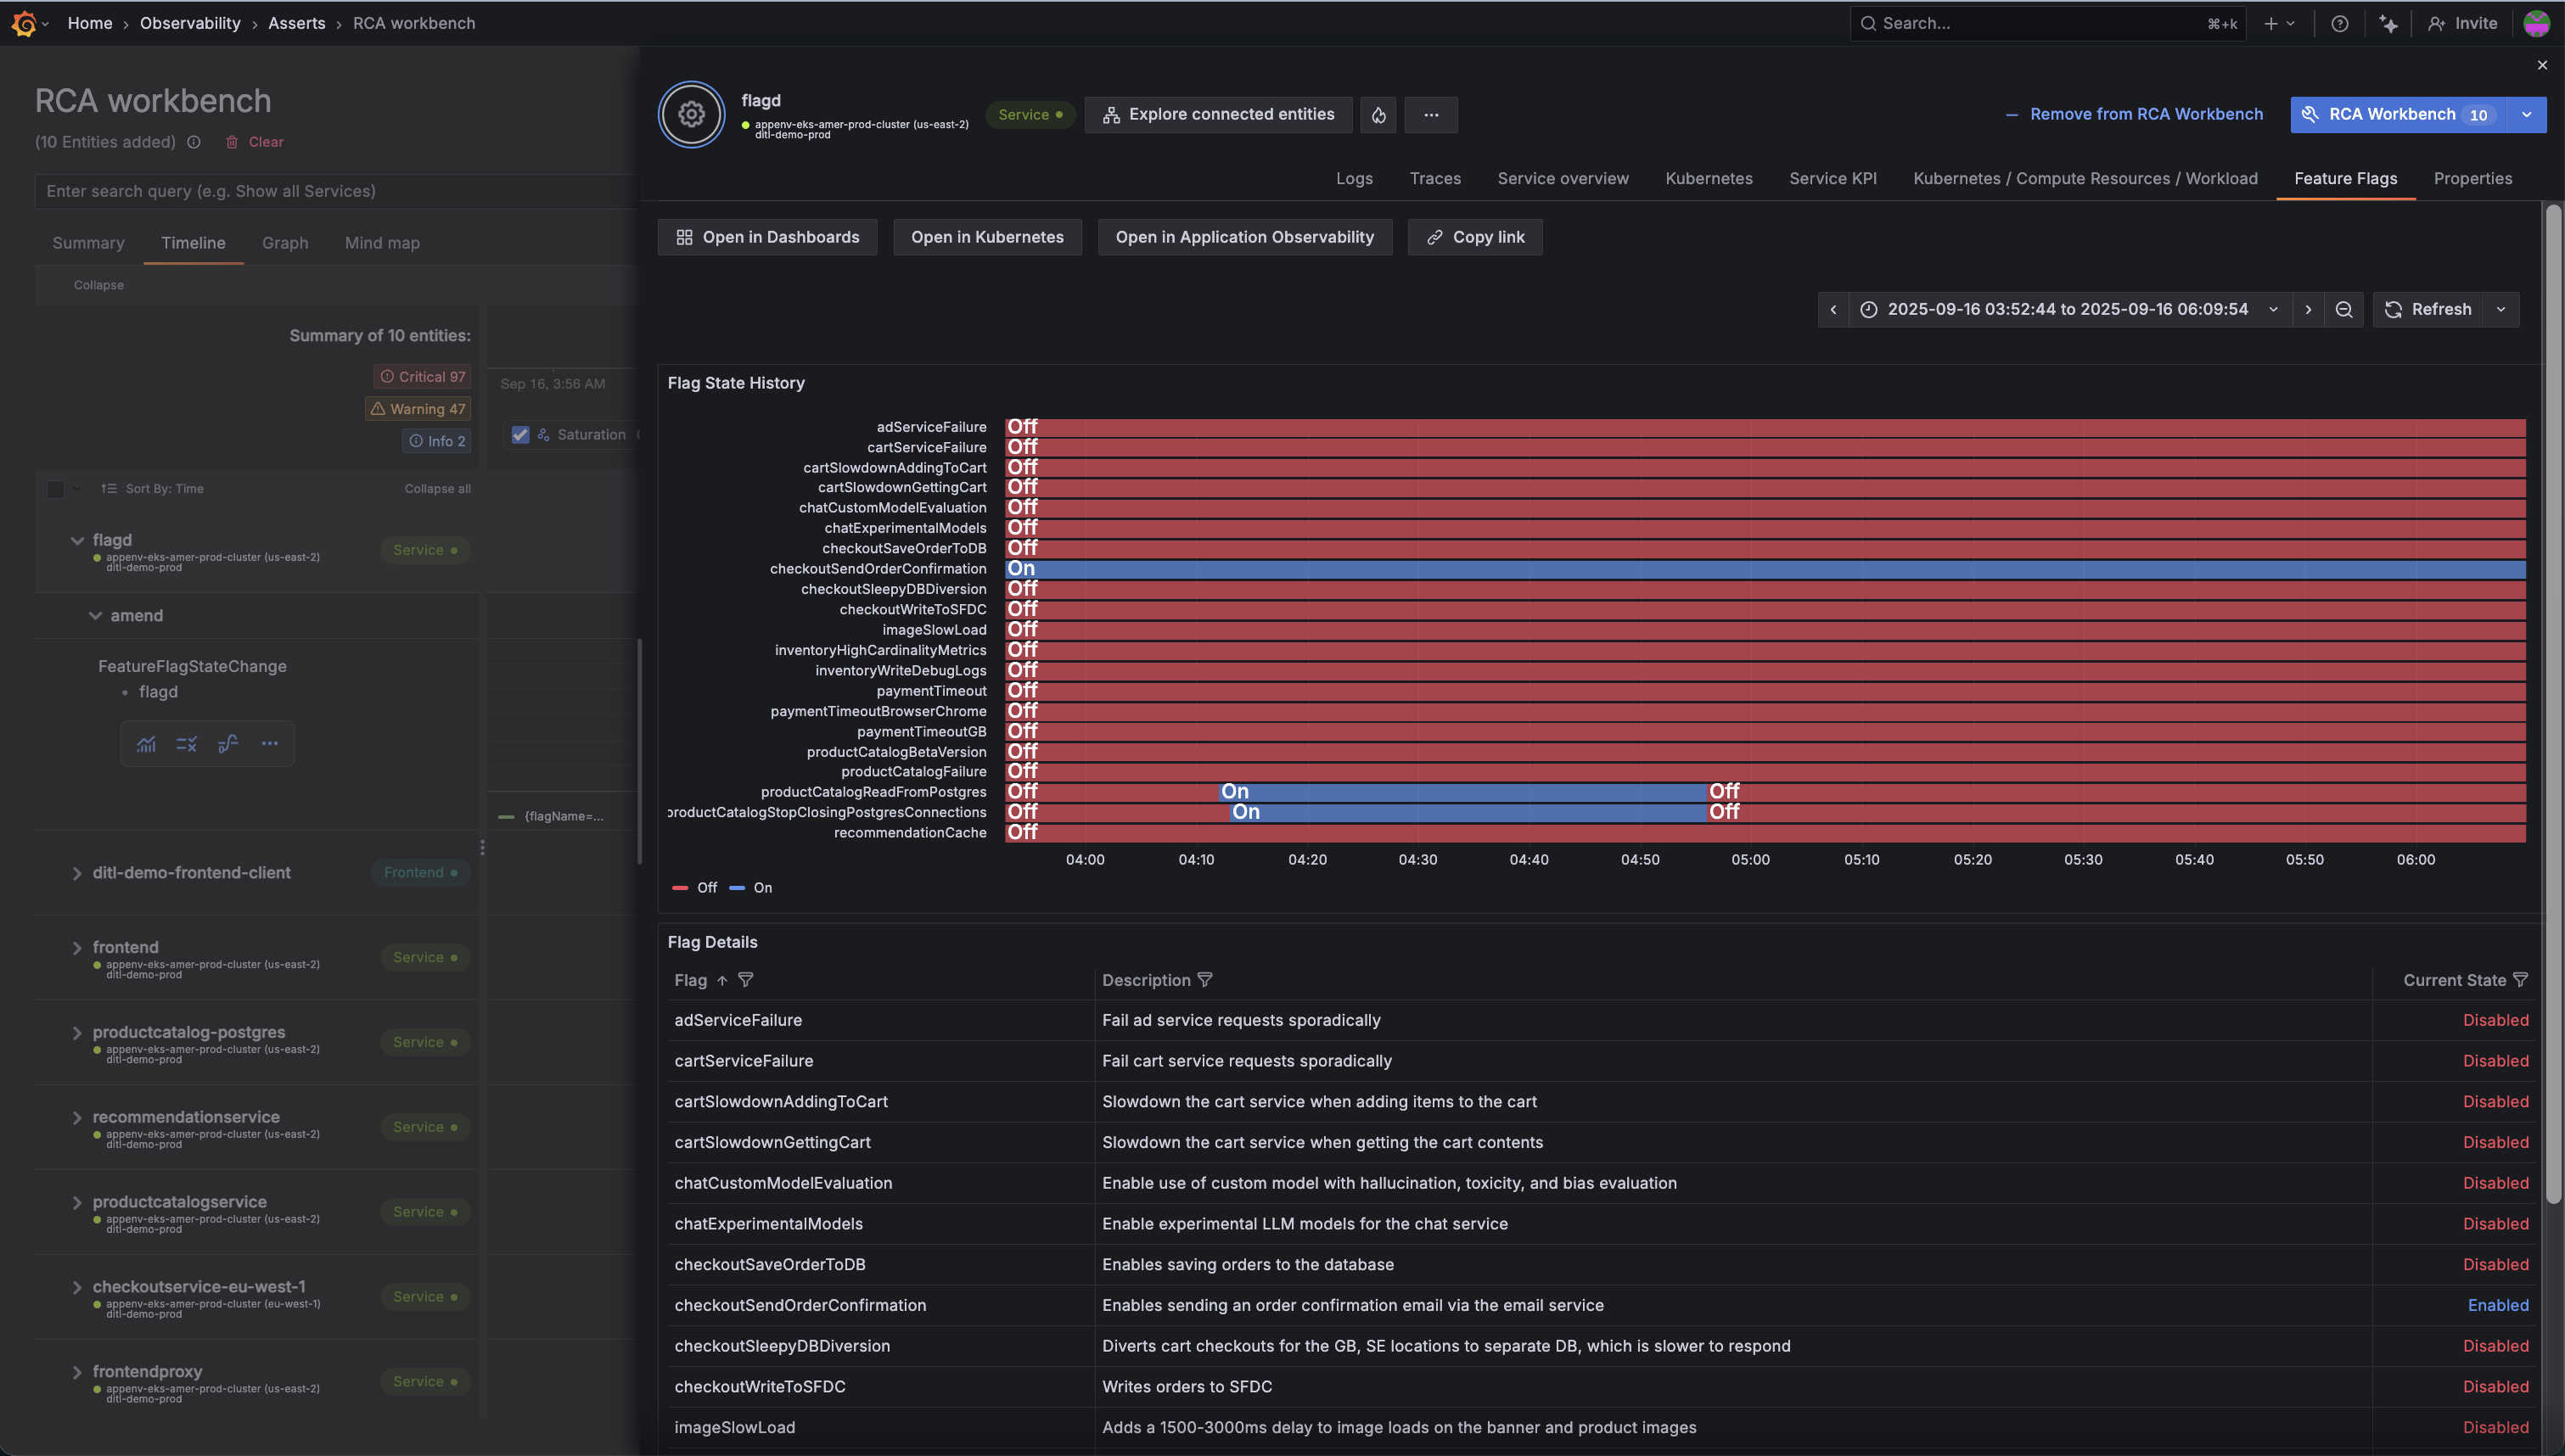 Home › Observability › Asserts › RCA workbench
Search...
⌘+k
Invite
RCA workbench
(10 Entities added)
Clear
Enter search query (e.g. Show all Services)
Summary
Timeline
Graph
Mind map
Collapse
Summary of 10 entities:
Critical 97
Warning 47
Info 2
Sep 16, 3:56 AM
Saturation
Sort By: Time
Collapse all
flagd
appenv-eks-amer-prod-cluster (us-east-2)
ditl-demo-prod
Service
amend
FeatureFlagStateChange
flagd
{flagName=...
ditl-demo-frontend-client
Frontend
frontend
appenv-eks-amer-prod-cluster (us-east-2)
ditl-demo-prod
Service
productcatalog-postgres
appenv-eks-amer-prod-cluster (us-east-2)
ditl-demo-prod
Service
recommendationservice
appenv-eks-amer-prod-cluster (us-east-2)
ditl-demo-prod
Service
productcatalogservice
appenv-eks-amer-prod-cluster (us-east-2)
ditl-demo-prod
Service
checkoutservice-eu-west-1
appenv-eks-amer-prod-cluster (eu-west-1)
ditl-demo-prod
Service
frontendproxy
appenv-eks-amer-prod-cluster (us-east-2)
ditl-demo-prod
Service
flagd
appenv-eks-amer-prod-cluster (us-east-2)
ditl-demo-prod
Service
Explore connected entities
Remove from RCA Workbench
RCA Workbench 10
Logs
Traces
Service overview
Kubernetes
Service KPI
Kubernetes / Compute Resources / Workload
Feature Flags
Properties
Open in Dashboards
Open in Kubernetes
Open in Application Observability
Copy link
2025-09-16 03:52:44 to 2025-09-16 06:09:54
Refresh
Flag State History
adServiceFailure Off
cartServiceFailure Off
cartSlowdownAddingToCart Off
cartSlowdownGettingCart Off
chatCustomModelEvaluation Off
chatExperimentalModels Off
checkoutSaveOrderToDB Off
checkoutSendOrderConfirmation On
checkoutSleepyDBDiversion Off
checkoutWriteToSFDC Off
imageSlowLoad Off
inventoryHighCardinalityMetrics Off
inventoryWriteDebugLogs Off
paymentTimeout Off
paymentTimeoutBrowserChrome Off
paymentTimeoutGB Off
productCatalogBetaVersion Off
productCatalogFailure Off
productCatalogReadFromPostgres Off On Off
productCatalogStopClosingPostgresConnections Off On Off
recommendationCache Off
04:00 04:10 04:20 04:30 04:40 04:50 05:00 05:10 05:20 05:30 05:40 05:50 06:00
Off On
Flag Details
Flag Description Current State
adServiceFailure Fail ad service requests sporadically Disabled
cartServiceFailure Fail cart service requests sporadically Disabled
cartSlowdownAddingToCart Slowdown the cart service when adding items to the cart Disabled
cartSlowdownGettingCart Slowdown the cart service when getting the cart contents Disabled
chatCustomModelEvaluation Enable use of custom model with hallucination, toxicity, and bias evaluation Disabled
chatExperimentalModels Enable experimental LLM models for the chat service Disabled
checkoutSaveOrderToDB Enables saving orders to the database Disabled
checkoutSendOrderConfirmation Enables sending an order confirmation email via the email service Enabled
checkoutSleepyDBDiversion Diverts cart checkouts for the GB, SE locations to separate DB, which is slower to respond Disabled
checkoutWriteToSFDC Writes orders to SFDC Disabled
imageSlowLoad Adds a 1500-3000ms delay to image loads on the banner and product images Disabled